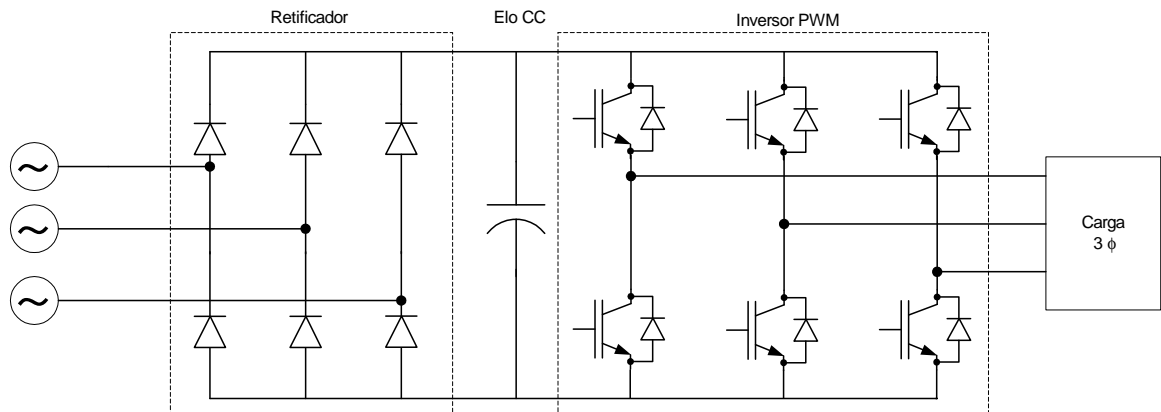 Retificador
Elo CC
Inversor PWM
Carga
3 ϕ